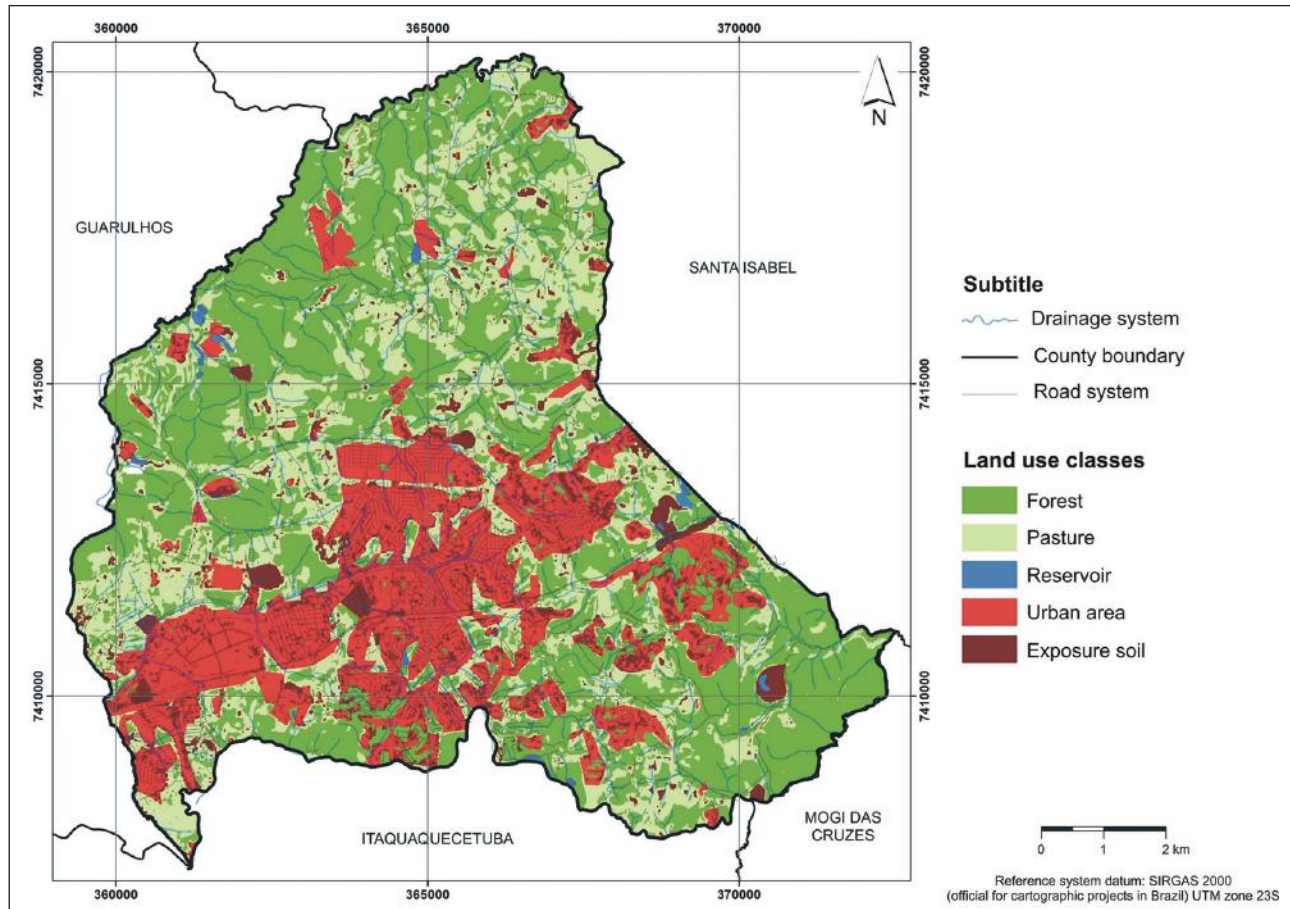 360000
365000
370000
7420000
7420000
N
GUARULHOS
SANTA ISABEL
7415000
7415000
7410000
7410000
ITAQUAQUECETUBA
MOGI DAS
CRUZES
360000
365000
370000
Subtitle
Drainage system
County boundary
Road system
Land use classes
Forest
Pasture
Reservoir
Urban area
Exposure soil
0 1 2 km
Reference system datum: SIRGAS 2000
(official for cartographic projects in Brazil) UTM zone 23S